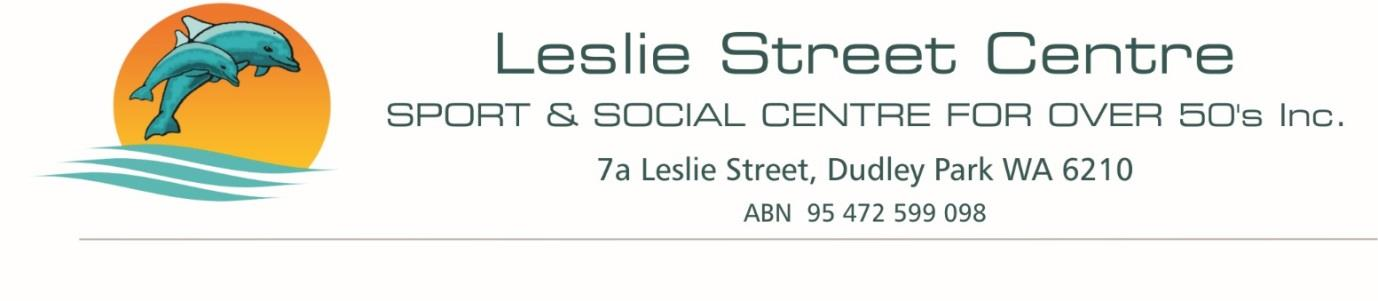 Leslie Street Centre
SPORT & SOCIAL CENTRE FOR OVER 50's Inc.
7a Leslie Street, Dudley Park WA 6210
ABN 95 472 599 098